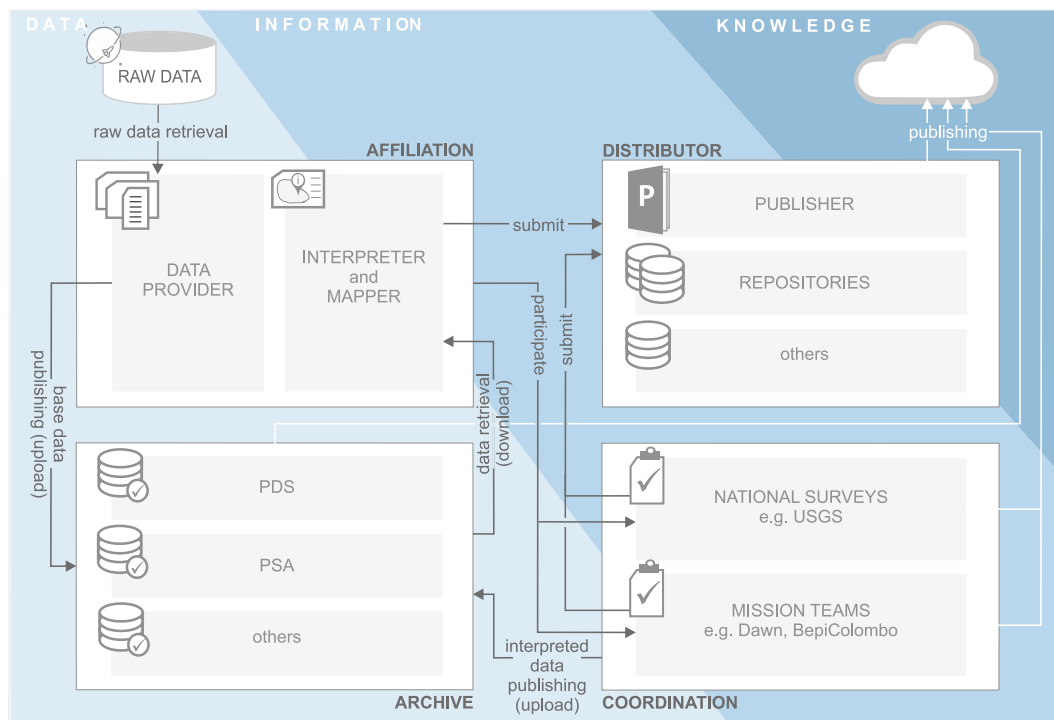 DATA
INFORMATION
KNOWLEDGE
RAW DATA
raw data retrieval
publishing
AFFILIATION
DISTRIBUTOR
DATA
PROVIDER
INTERPRETER
and
MAPPER
submit
P
PUBLISHER
REPOSITORIES
others
participate
submit
base data
publishing (upload)
data retrieval
(download)
PDS
PSA
others
NATIONAL SURVEYS
e.g. USGS
MISSION TEAMS
e.g. Dawn, BepiColombo
interpreted
data
publishing
(upload)
ARCHIVE
COORDINATION